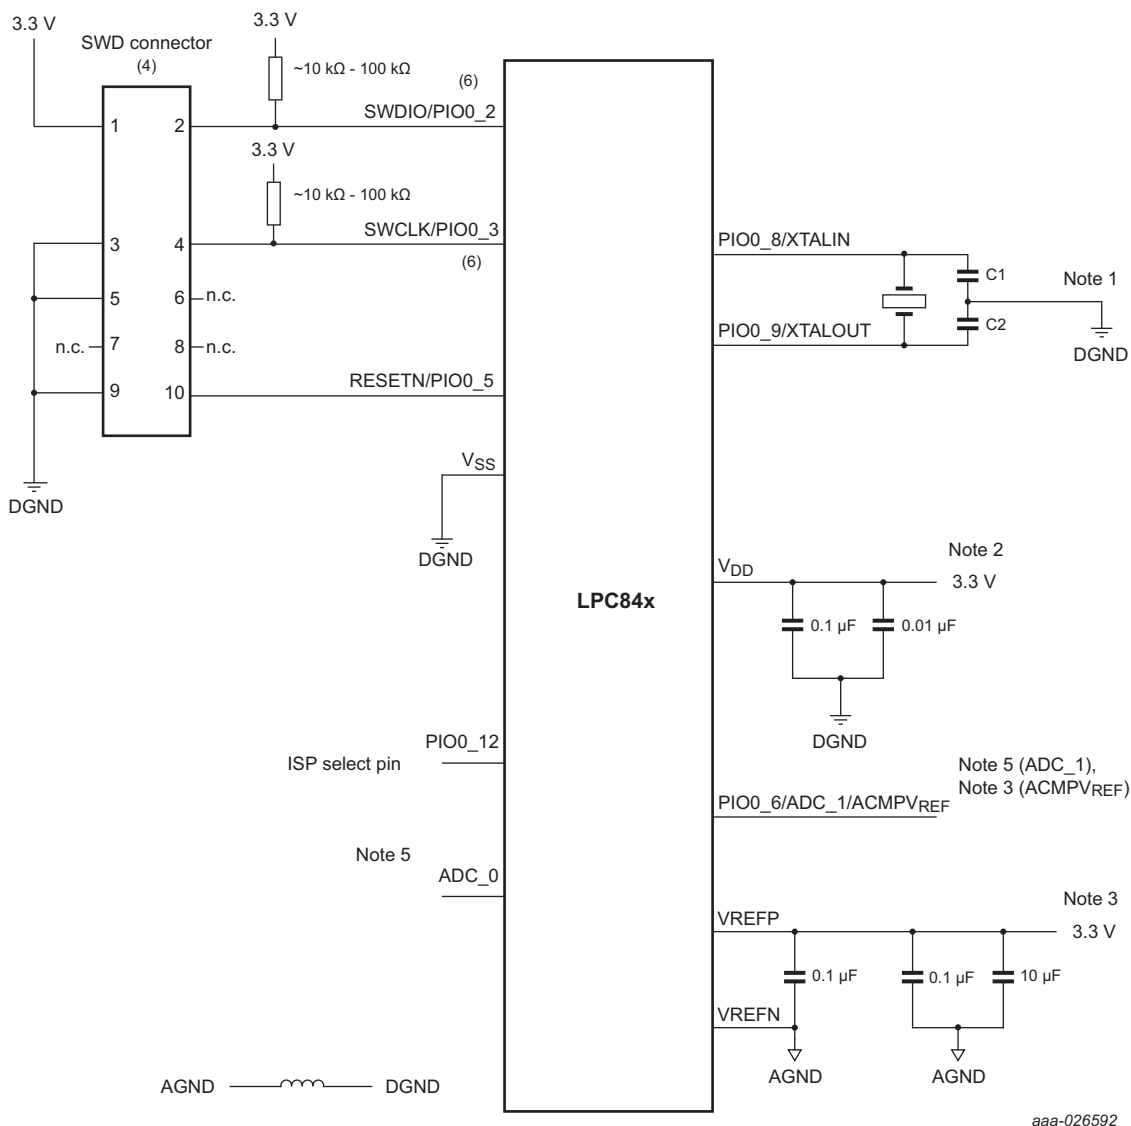 3.3 V
SWD connector
(4)
3.3 V
~10 kΩ - 100 kΩ
(6)
1
2
SWDIO/PIO0_2
3.3 V
~10 kΩ - 100 kΩ
3
4
SWCLK/PIO0_3
(6)
5
6
n.c.
n.c.
7
8
n.c.
9
10
RESETN/PIO0_5
DGND
VSS
DGND
LPC84x
ISP select pin
PIO0_12
Note 5
ADC_0
AGND
DGND
PIO0_8/XTALIN
C1
Note 1
C2
PIO0_9/XTALOUT
DGND
Note 2
VDD
3.3 V
0.1 µF
0.01 µF
DGND
Note 5 (ADC_1),
Note 3 (ACMPVREF)
PIO0_6/ADC_1/ACMPVREF
Note 3
VREFP
3.3 V
0.1 µF
0.1 µF
10 µF
VREFN
AGND
AGND
aaa-026592